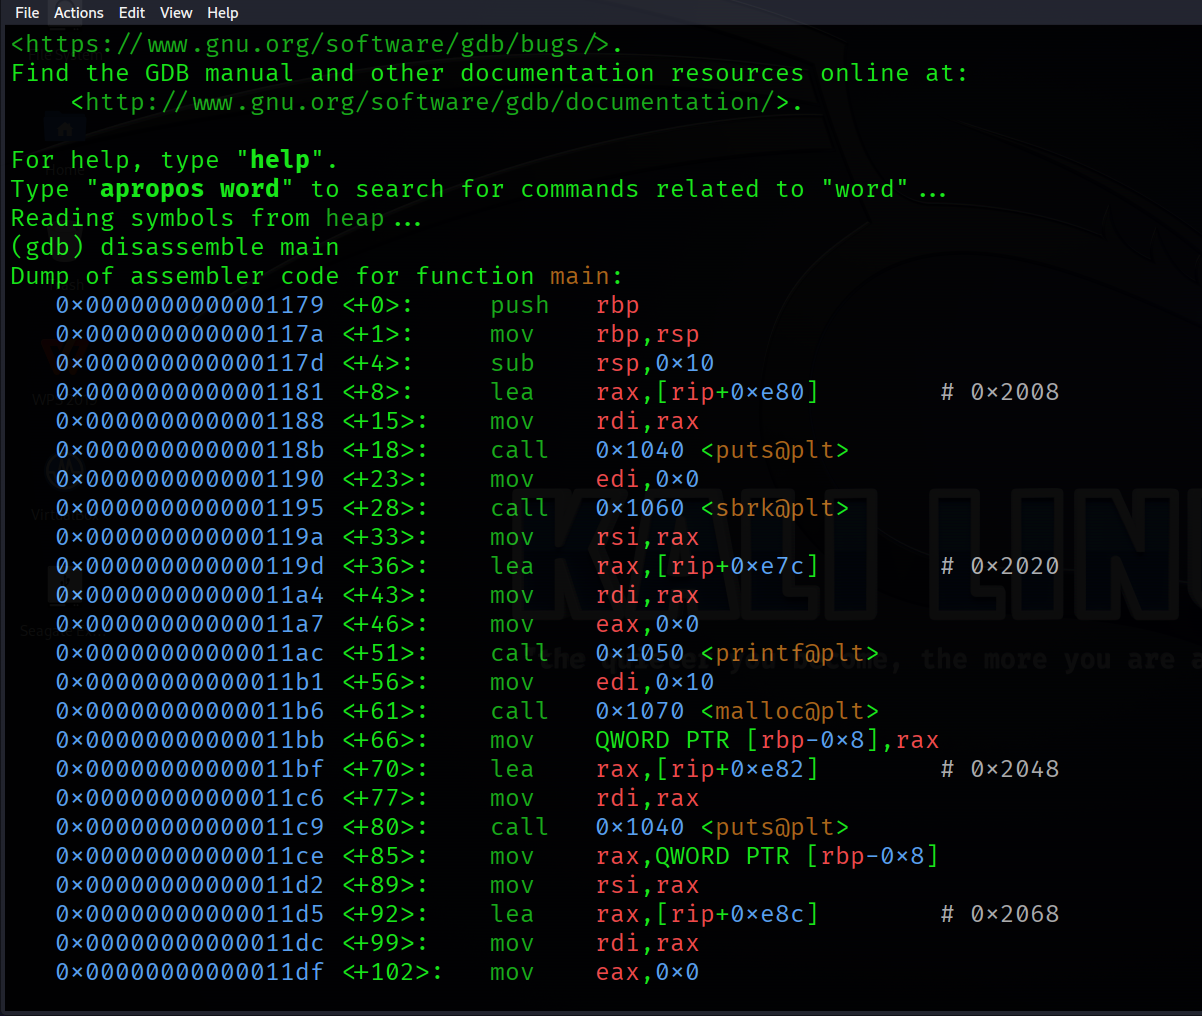 File Actions Edit View Help
<https://www.gnu.org/software/gdb/bugs/>.
Find the GDB manual and other documentation resources online at:
    <http://www.gnu.org/software/gdb/documentation/>.
For help, type "help".
Type "apropos word" to search for commands related to "word"...
Reading symbols from heap...
(gdb) disassemble main
Dump of assembler code for function main:
   0x0000000000001179 <+0>:     push   rbp
   0x000000000000117a <+1>:     mov    rbp,rsp
   0x000000000000117d <+4>:     sub    rsp,0x10
   0x0000000000001181 <+8>:     lea    rax,[rip+0xe80]        # 0x2008
   0x0000000000001188 <+15>:    mov    rdi,rax
   0x000000000000118b <+18>:    call   0x1040 <puts@plt>
   0x0000000000001190 <+23>:    mov    edi,0x0
   0x0000000000001195 <+28>:    call   0x1060 <sbrk@plt>
   0x000000000000119a <+33>:    mov    rsi,rax
   0x000000000000119d <+36>:    lea    rax,[rip+0xe7c]        # 0x2020
   0x00000000000011a4 <+43>:    mov    rdi,rax
   0x00000000000011a7 <+46>:    mov    eax,0x0
   0x00000000000011ac <+51>:    call   0x1050 <printf@plt>
   0x00000000000011b1 <+56>:    mov    edi,0x10
   0x00000000000011b6 <+61>:    call   0x1070 <malloc@plt>
   0x00000000000011bb <+66>:    mov    QWORD PTR [rbp-0x8],rax
   0x00000000000011bf <+70>:    lea    rax,[rip+0xe82]        # 0x2048
   0x00000000000011c6 <+77>:    mov    rdi,rax
   0x00000000000011c9 <+80>:    call   0x1040 <puts@plt>
   0x00000000000011ce <+85>:    mov    rax,QWORD PTR [rbp-0x8]
   0x00000000000011d2 <+89>:    mov    rsi,rax
   0x00000000000011d5 <+92>:    lea    rax,[rip+0xe8c]        # 0x2068
   0x00000000000011dc <+99>:    mov    rdi,rax
   0x00000000000011df <+102>:   mov    eax,0x0
KALI LINU
the quieter you become, the more you are a